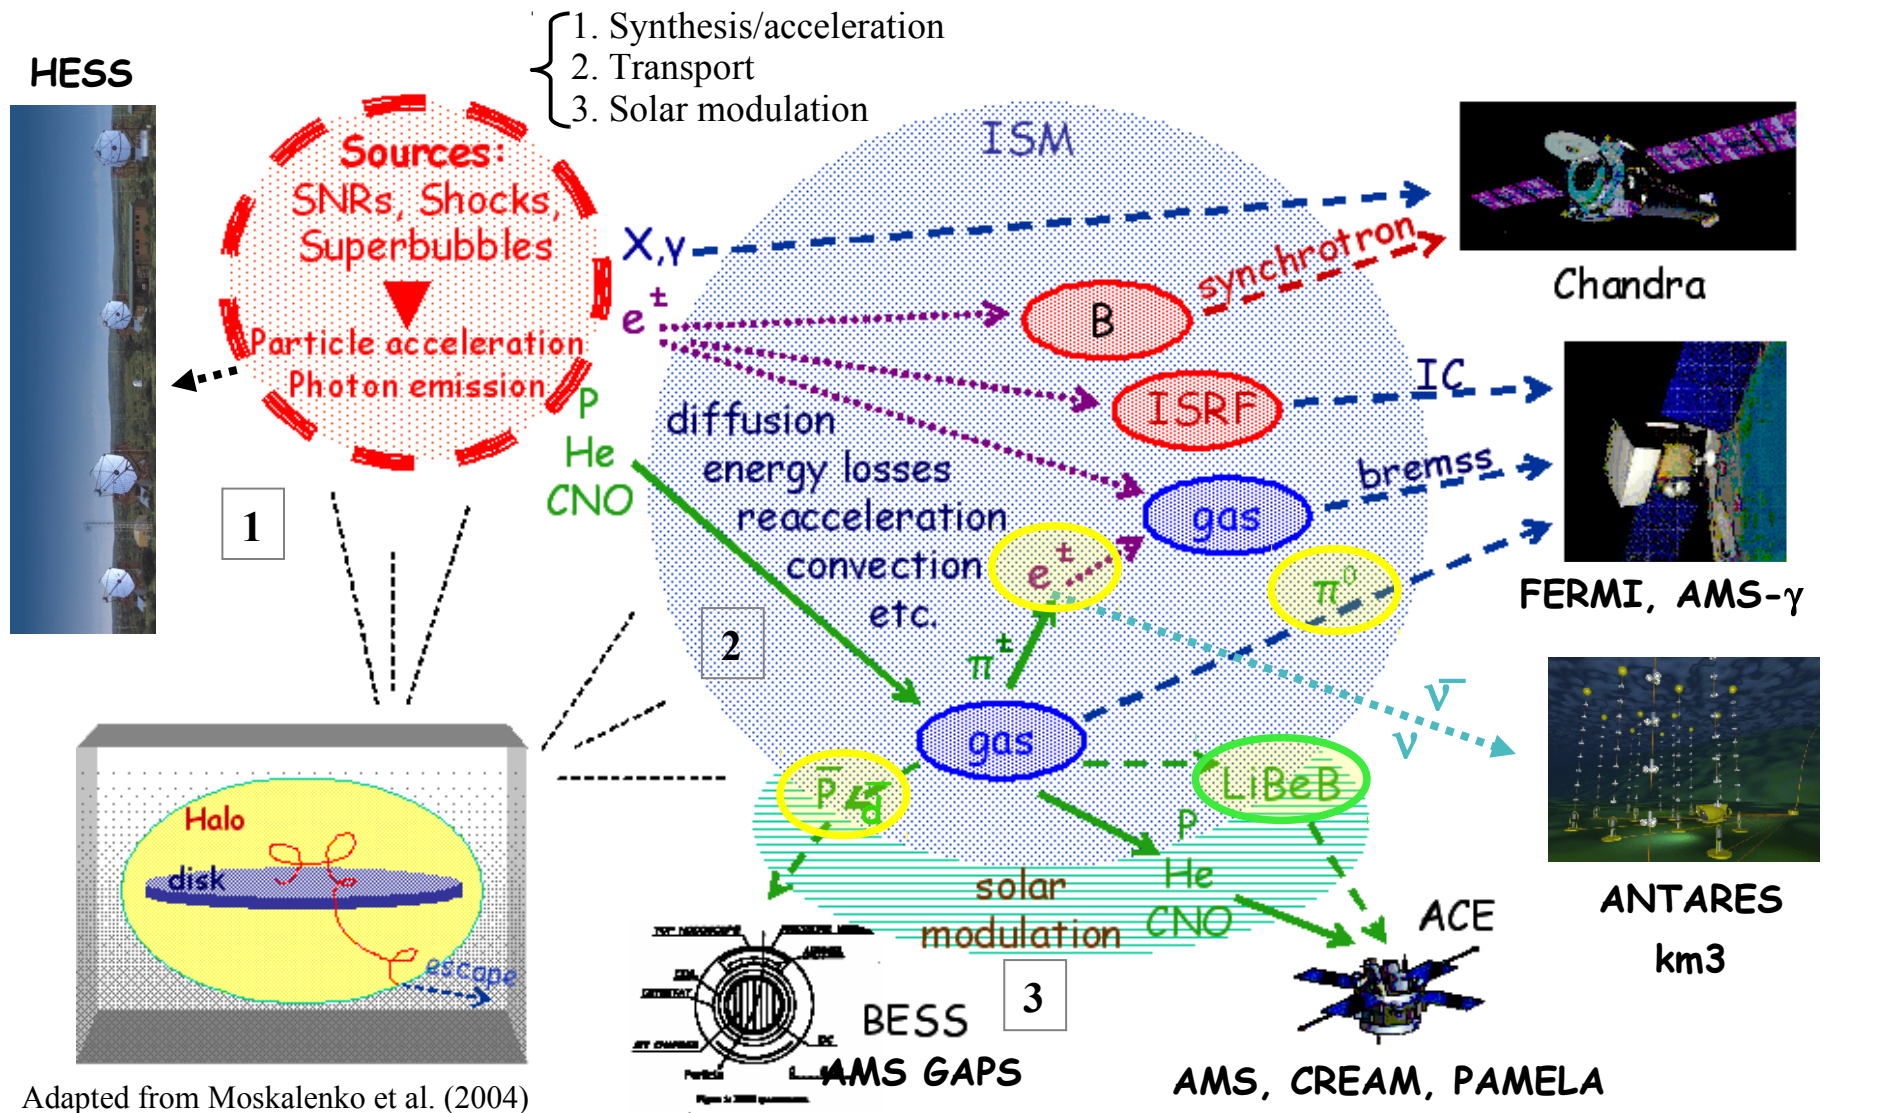 1. Synthesis/acceleration
2. Transport
3. Solar modulation
HESS
Sources:
SNRs, Shocks,
Superbubbles
Particle acceleration
Photon emission
ISM
X,γ
e±
P
He
CNO
B
synchrotron
Chandra
ISRF
IC
gas
bremss
FERMI, AMS-γ
diffusion
energy losses
reacceleration
convection
etc.
e±
π0
π±
1
2
gas
ν̄
ν
ANTARES
km3
P̄
d̄
LiBeB
P
He
CNO
solar
modulation
3
Halo
disk
escape
BESS
AMS GAPS
ACE
AMS, CREAM, PAMELA
Particle
Adapted from Moskalenko et al. (2004)